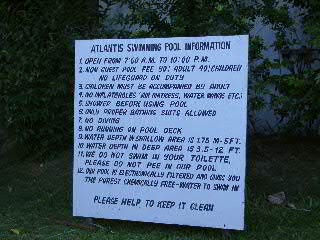 ATLANTIS SWIMMING POOL INFORMATION
1. OPEN FROM 7:00 A.M. TO 10:00 P.M.
2. NON GUEST POOL FEE 90: ADULT 40: CHILDREN
NO LIFEGUARD ON DUTY
3. CHILDREN MUST BE ACCOMPANIED BY ADULT
4. NO INFLATABLES (AIR MATRESS, WATER WINGS ETC.)
5. SHOWER BEFORE USING POOL
6. ONLY PROPER BATHING SUITS ALLOWED
7. NO DIVING
8. NO RUNNING ON POOL DECK
9. WATER DEPTH IN SHALLOW AREA IS 1.75 M-5FT.
10. WATER DEPTH IN DEEP AREA IS 3.5-12 FT.
11. WE DO NOT SWIM IN YOUR TOILETTE,
PLEASE DO NOT PEE IN OUR POOL
12. OUR POOL IS ELECTRONICALLY FILTERED AND GIVES YOU
THE PUREST CHEMICALLY FREE-WATER TO SWIM IN
PLEASE HELP TO KEEP IT CLEAN